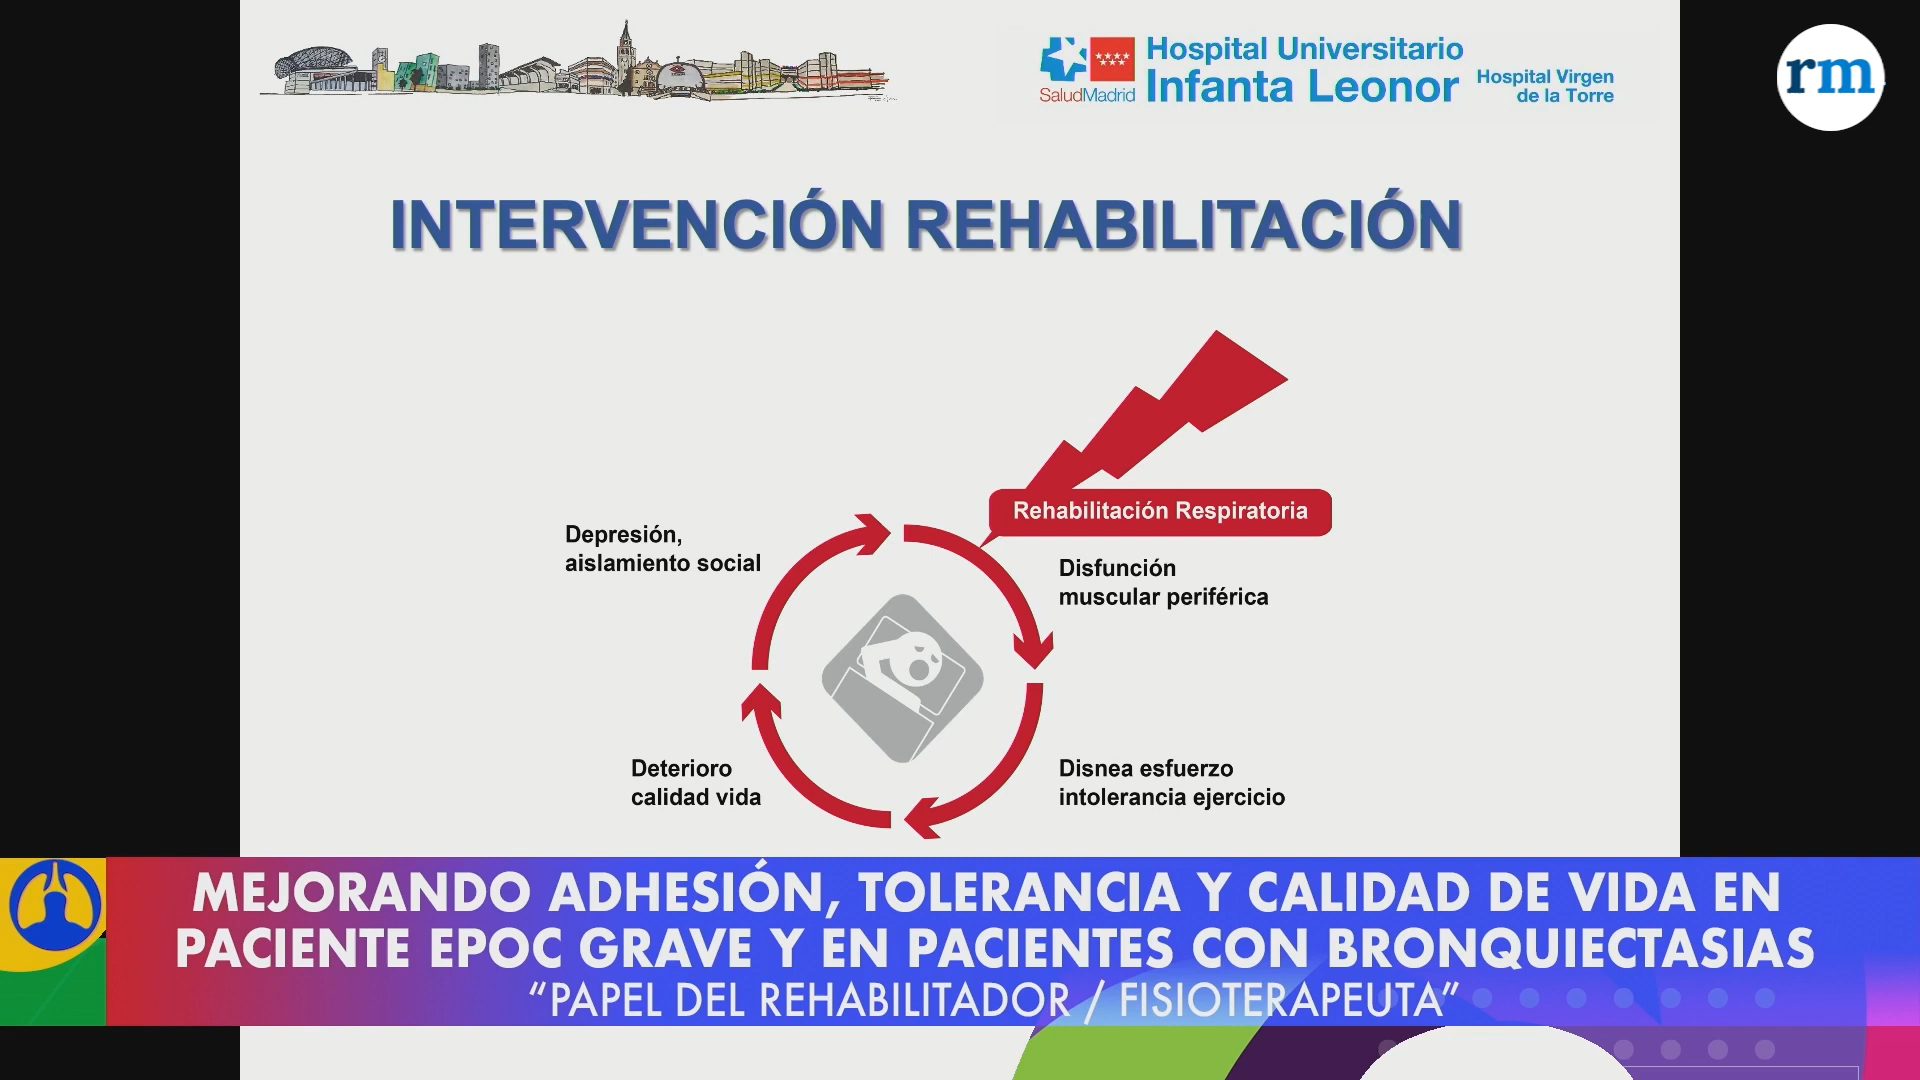 SaludMadrid
Hospital Universitario
Infanta Leonor
Hospital Virgen
de la Torre
rm
INTERVENCIÓN REHABILITACIÓN
Rehabilitación Respiratoria
Depresión,
aislamiento social
Disfunción
muscular periférica
Deterioro
calidad vida
Disnea esfuerzo
intolerancia ejercicio
MEJORANDO ADHESIÓN, TOLERANCIA Y CALIDAD DE VIDA EN
PACIENTE EPOC GRAVE Y EN PACIENTES CON BRONQUIECTASIAS
“PAPEL DEL REHABILITADOR / FISIOTERAPEUTA”